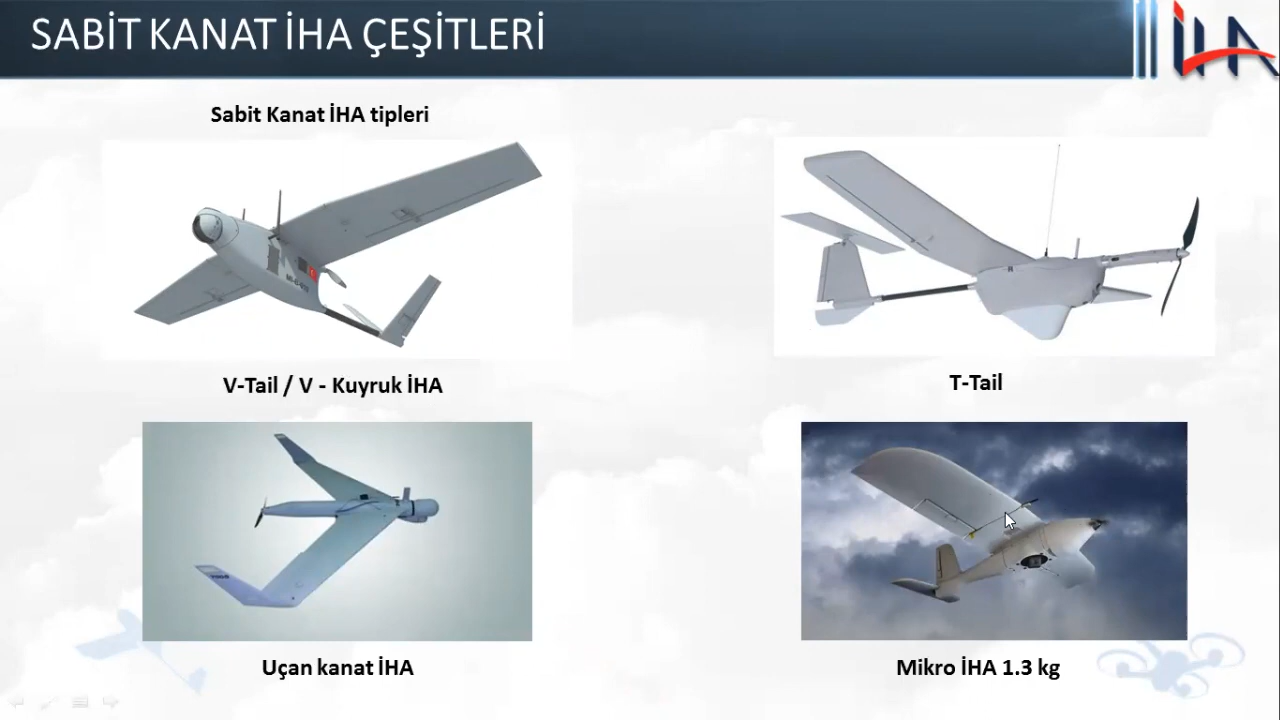 SABİT KANAT İHA ÇEŞİTLERİ
İHA
Sabit Kanat İHA tipleri
V-Tail / V - Kuyruk İHA
T-Tail
Uçan kanat İHA
Mikro İHA 1.3 kg